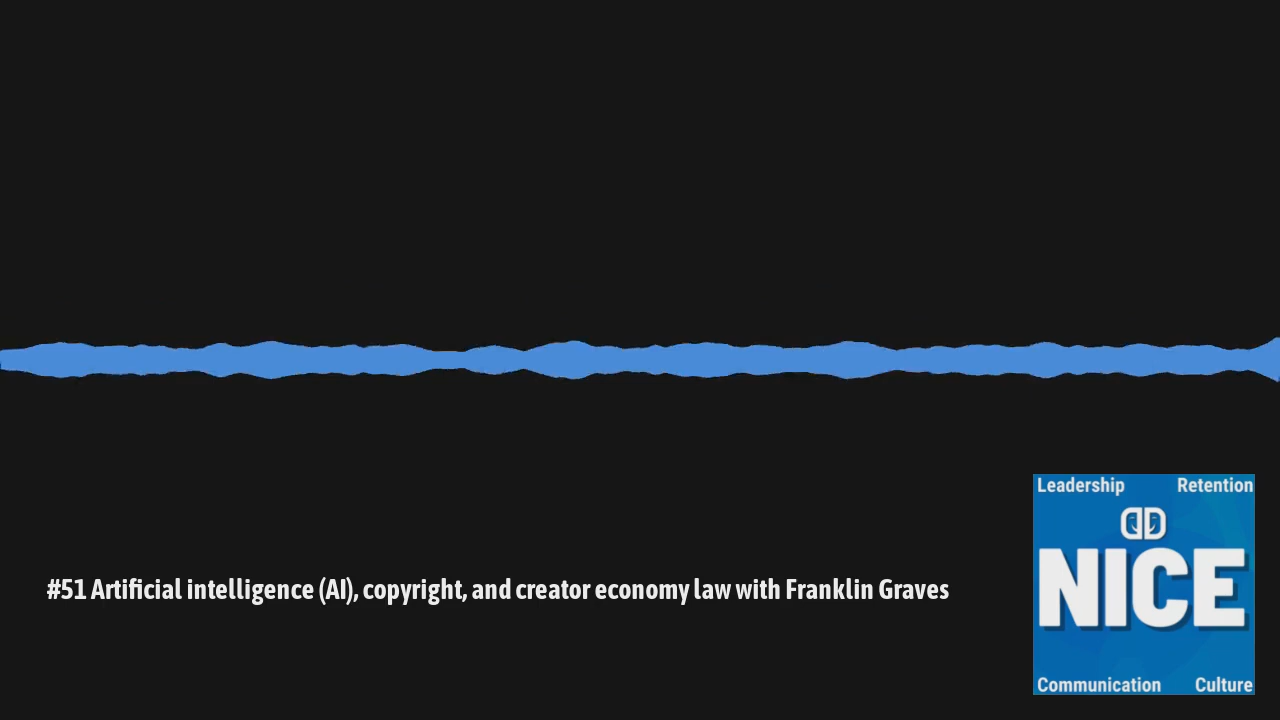 Leadership Retention
NICE
#51 Artificial intelligence (AI), copyright, and creator economy law with Franklin Graves
Communication Culture